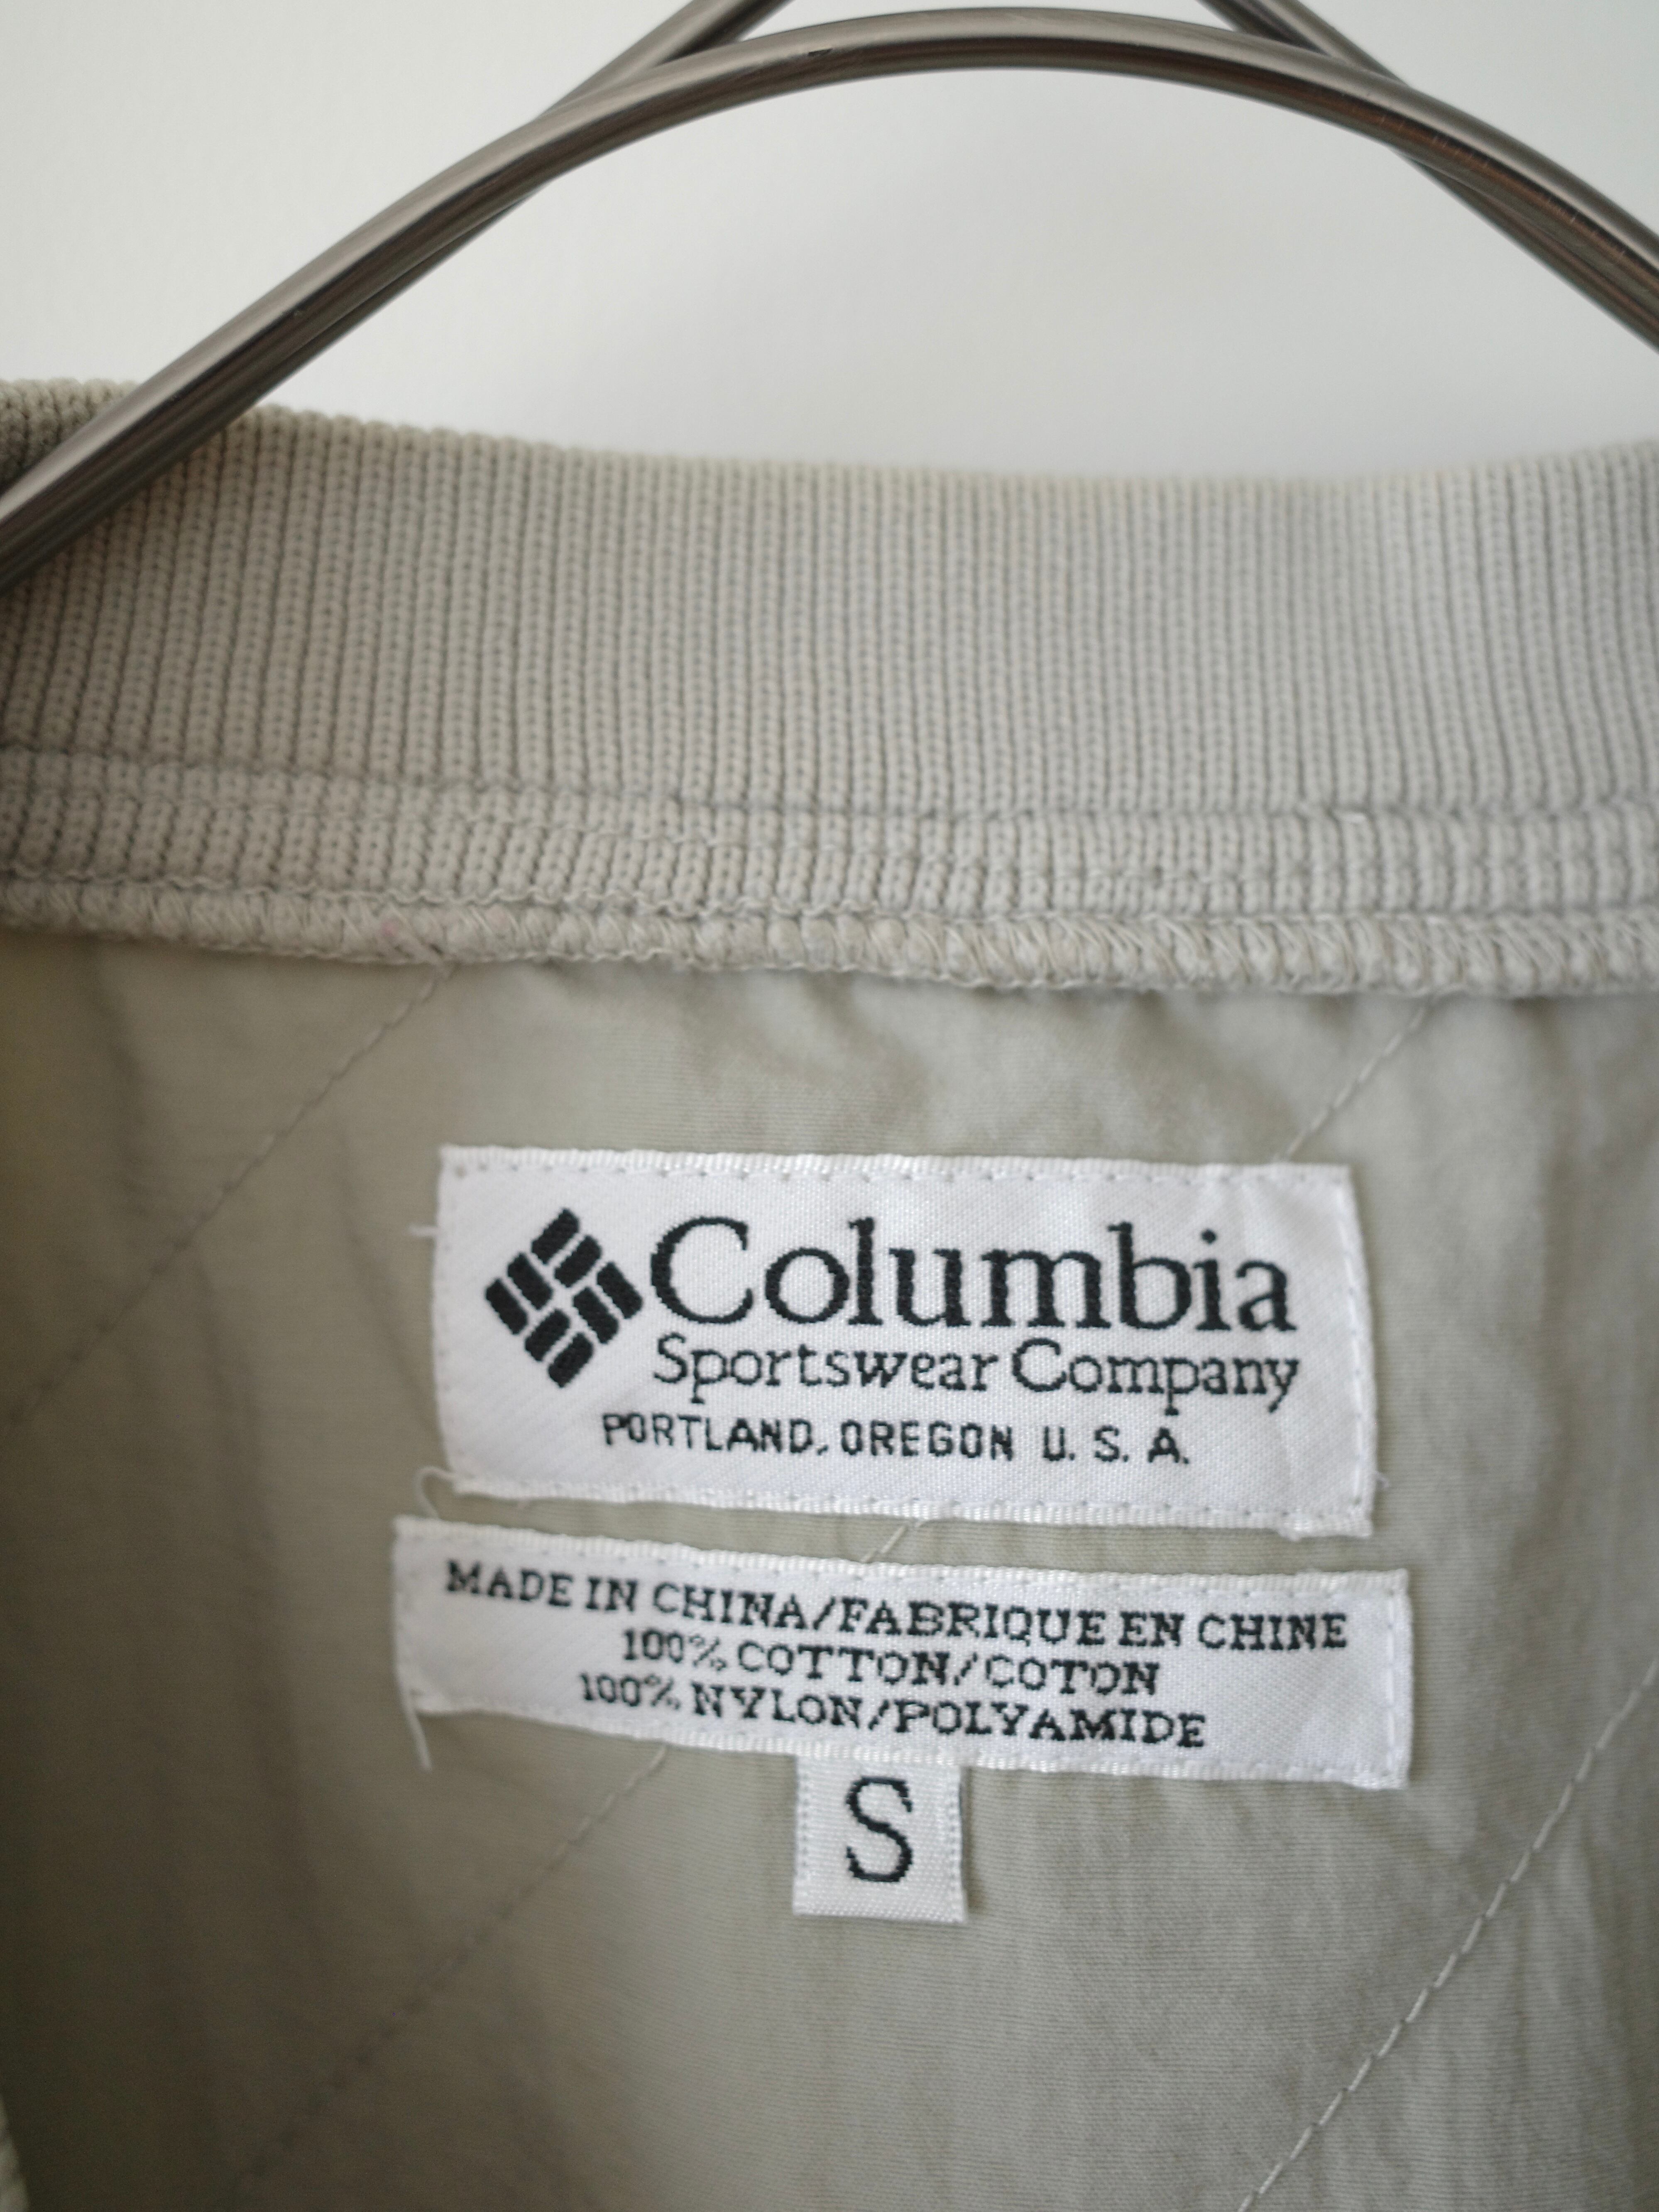 Columbia
Sportswear Company
PORTLAND, OREGON U. S. A.
MADE IN CHINA/FABRIQUE EN CHINE
100% COTTON/COTON
100% NYLON/POLYAMIDE
S